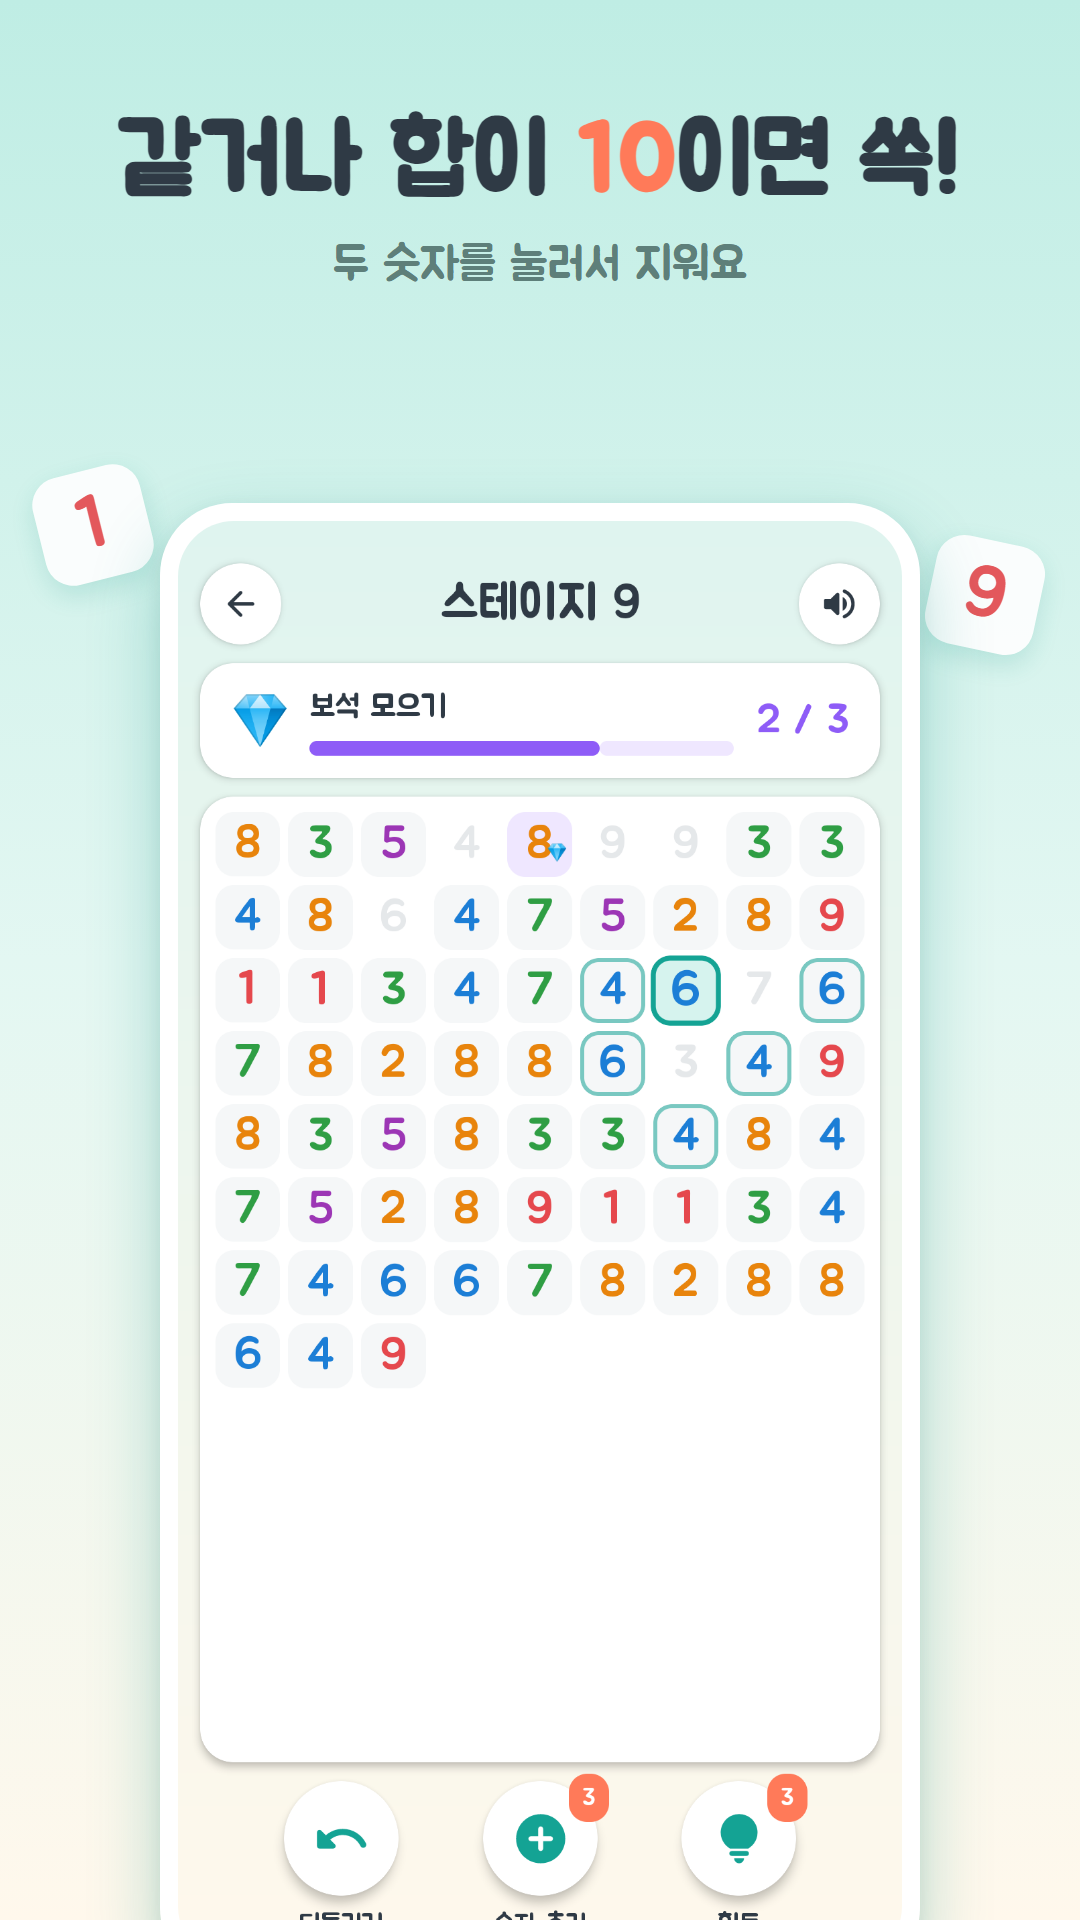 같거나 합이 10이면 쏙!
두 숫자를 눌러서 지워요
1
9
스테이지 9
보석 모으기
2 / 3
8 3 5 4 8 9 9 3 3
4 8 6 4 7 5 2 8 9
1 1 3 4 7 4 6 7 6
7 8 2 8 8 6 3 4 9
8 3 5 8 3 3 4 8 4
7 5 2 8 9 1 1 3 4
7 4 6 6 7 8 2 8 8
6 4 9
3 3